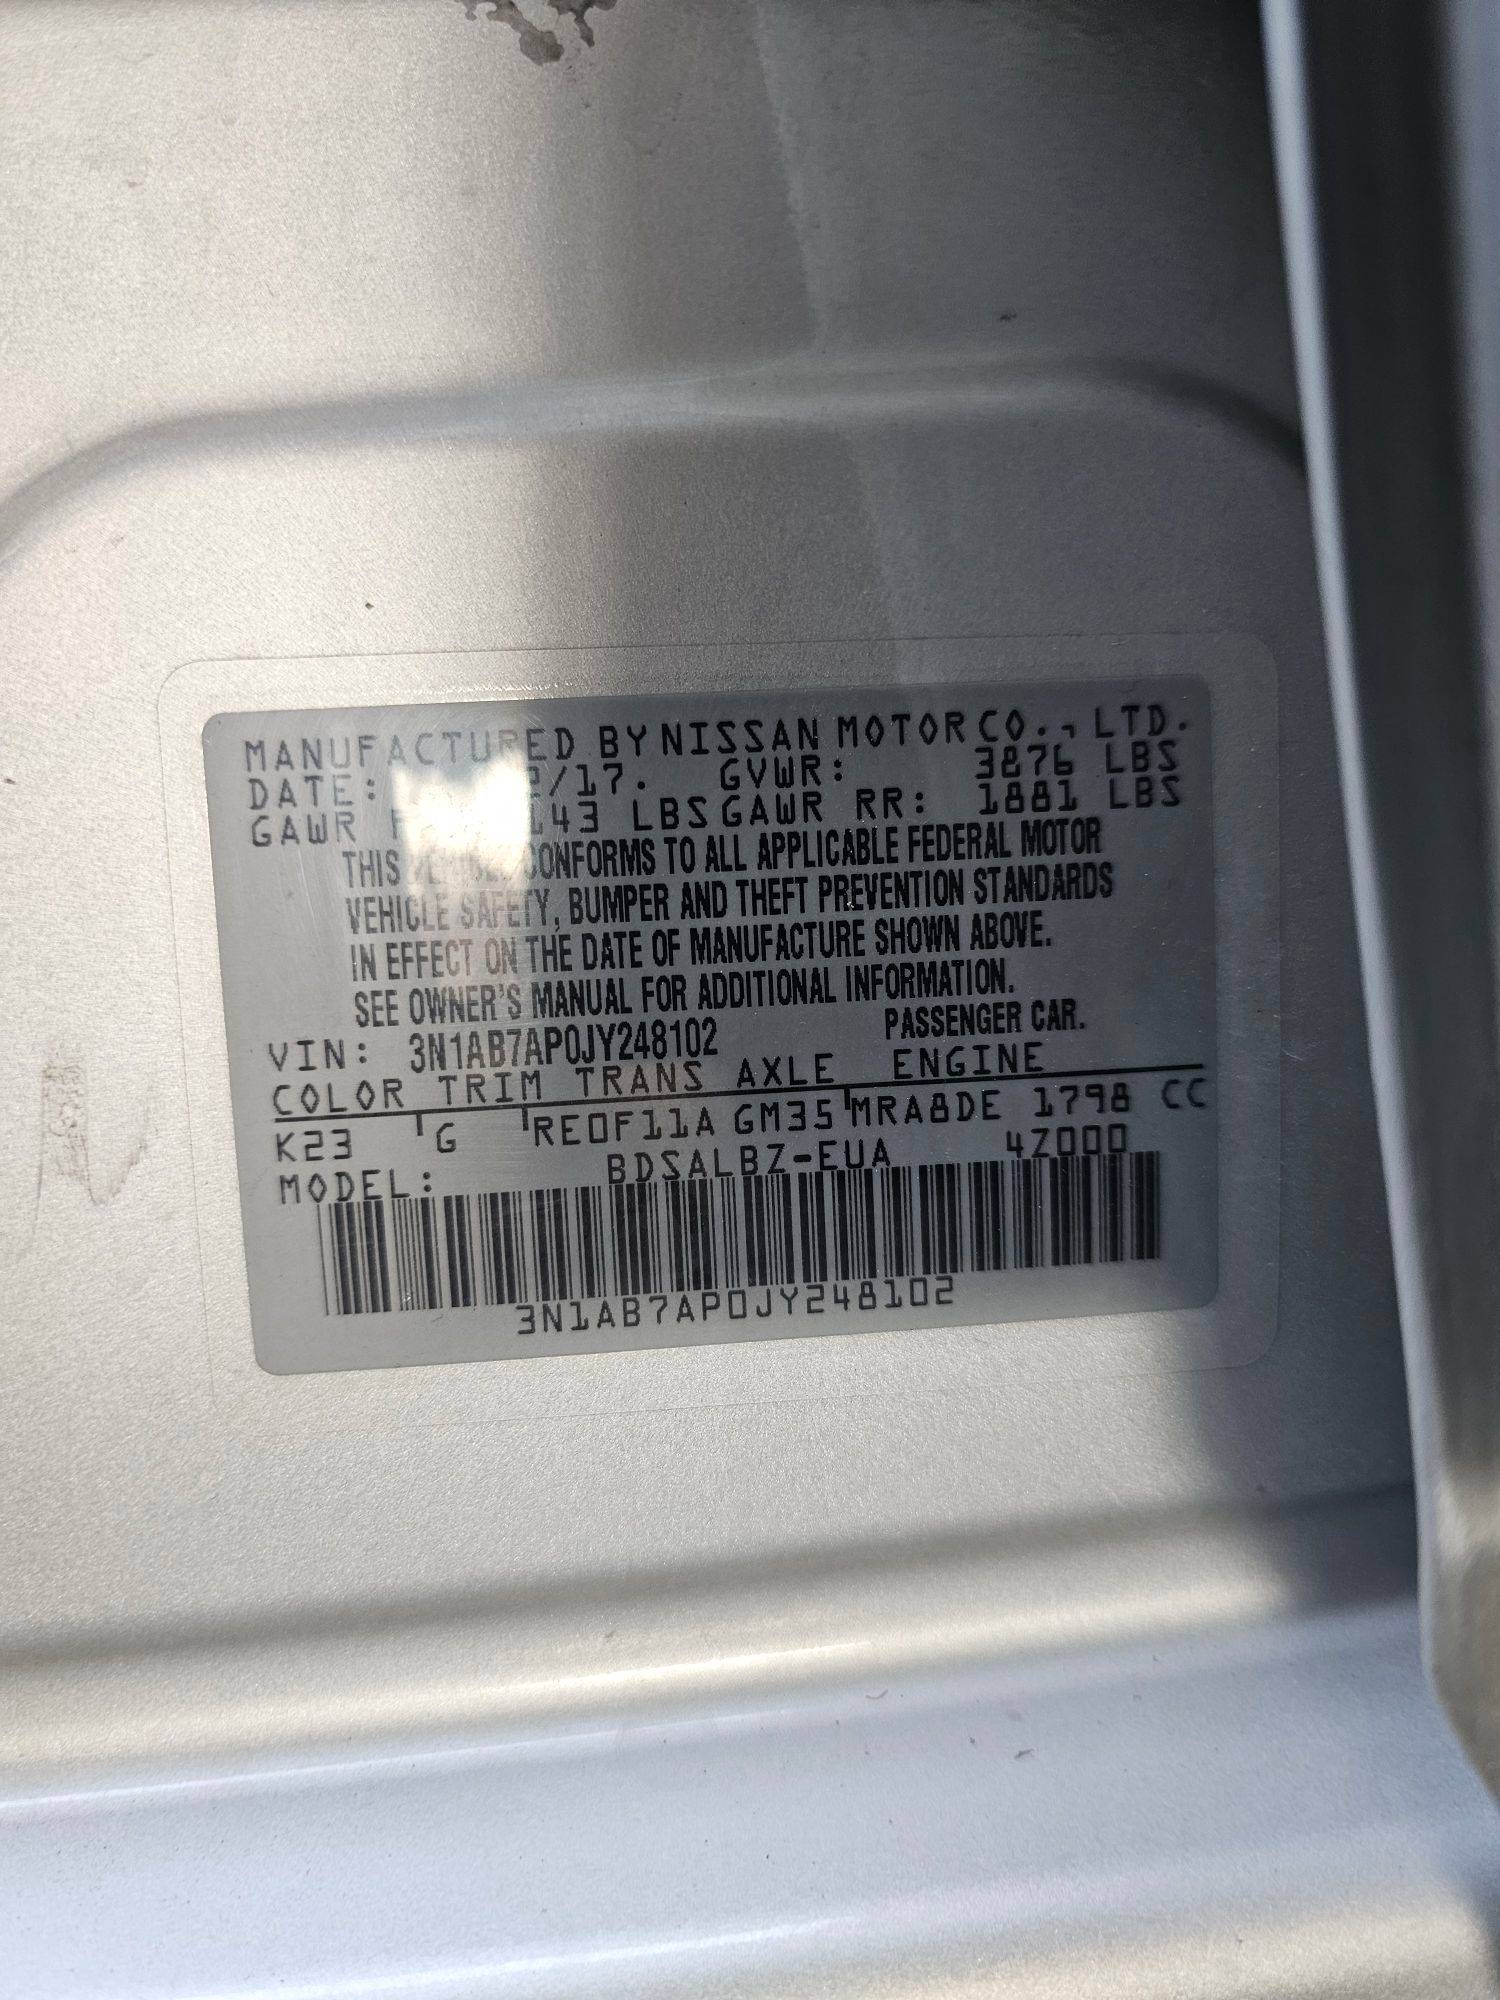 MANUFACTURED BY NISSAN MOTOR CO., LTD.
DATE: 2/17. GVWR: 3876 LBS
GAWR LBS GAWR RR: 1881 LBS
THIS VEHICLE CONFORMS TO ALL APPLICABLE FEDERAL MOTOR
VEHICLE SAFETY, BUMPER AND THEFT PREVENTION STANDARDS
IN EFFECT ON THE DATE OF MANUFACTURE SHOWN ABOVE.
SEE OWNER'S MANUAL FOR ADDITIONAL INFORMATION.
VIN: 3N1AB7AP0JY248102 PASSENGER CAR.
COLOR TRIM TRANS AXLE ENGINE
K23 G RE0F11A GM35 MRA8DE 1798 CC
MODEL: BDSALBZ-EUA 4Z000
3N1AB7AP0JY248102